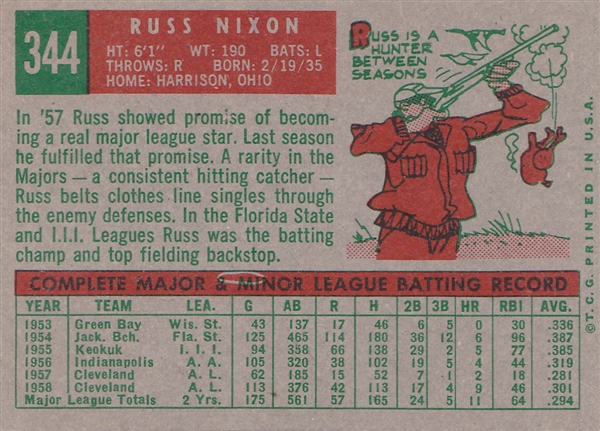 344
RUSS NIXON
HT: 6'1" WT: 190 BATS: L
THROWS: R BORN: 2/19/35
HOME: HARRISON, OHIO
RUSS IS A
HUNTER
BETWEEN
SEASONS
In '57 Russ showed promise of becom-
ing a real major league star. Last season
he fulfilled that promise. A rarity in the
Majors — a consistent hitting catcher —
Russ belts clothes line singles through
the enemy defenses. In the Florida State
and I.I.I. Leagues Russ was the batting
champ and top fielding backstop.
© T.C.G. PRINTED IN U.S.A.
COMPLETE MAJOR & MINOR LEAGUE BATTING RECORD
YEAR TEAM LEA. G AB R H 2B 3B HR RBI AVG.
1953 Green Bay Wis. St. 43 137 17 46 6 5 0 30 .336
1954 Jack. Bch. Fla. St. 125 465 114 180 36 18 6 96 .387
1955 Keokuk I. I. I. 94 358 66 138 29 2 5 77 .385
1956 Indianapolis A. A. 105 320 38 102 16 4 5 44 .319
1957 Cleveland A. L. 62 185 15 52 7 1 2 18 .281
1958 Cleveland A. L. 113 376 42 113 17 4 9 46 .301
Major League Totals 2 Yrs. 175 561 57 165 24 5 11 64 .294